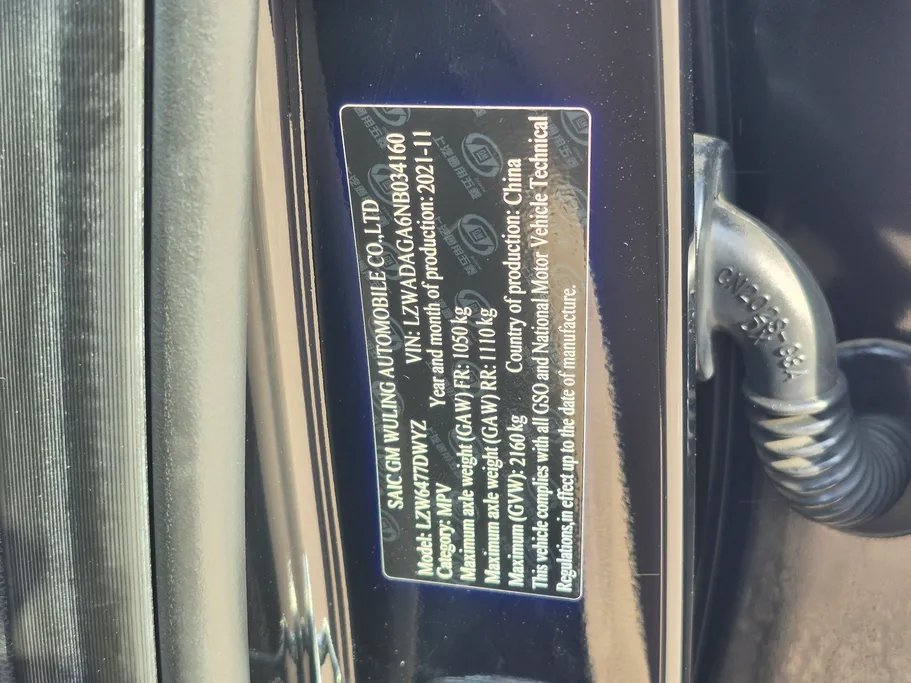 SAIC GM WULING AUTOMOBILE CO.,LTD
Model: LZW6477DWYZ VIN: LZWADAGA6NB034160
Category: MPV Year and month of production: 2021-11
Maximum axle weight (GAW) FR: 1050 kg
Maximum axle weight (GAW) RR: 1110 kg
Maximum (GVW): 2160 kg Country of production: China
This vehicle complies with all GSO and National Motor Vehicle Technical
Regulations,in effect up to the date of manufacture.